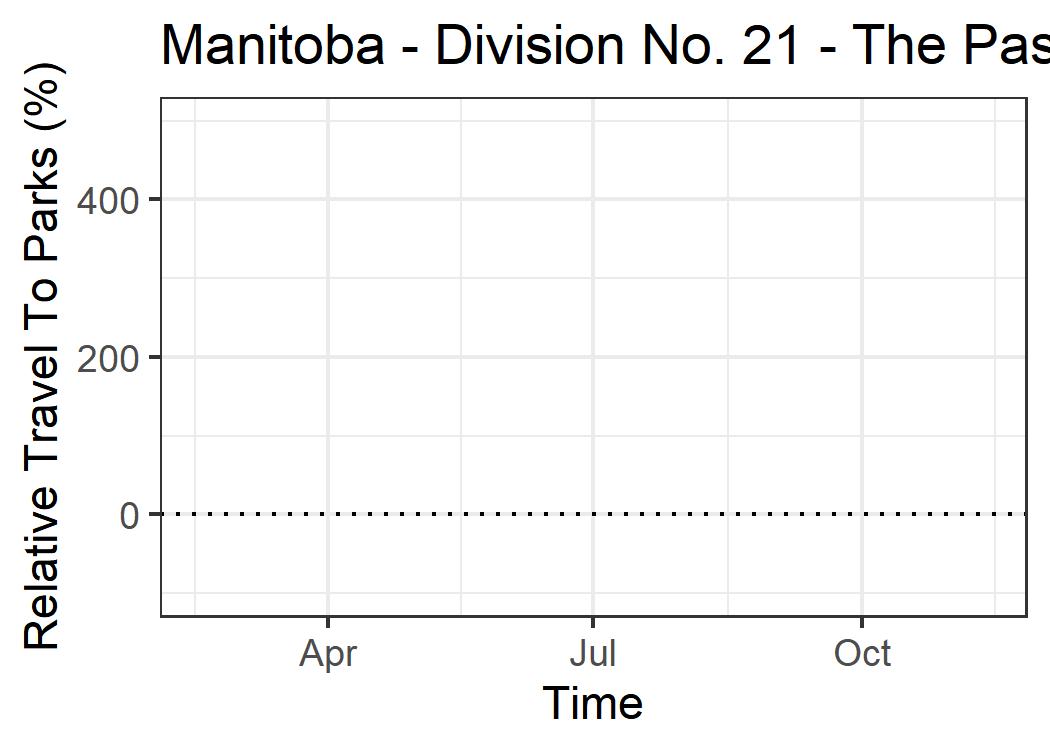 Manitoba - Division No. 21 - The Pas
Relative Travel To Parks (%)
400
200
0
Apr Jul Oct
Time